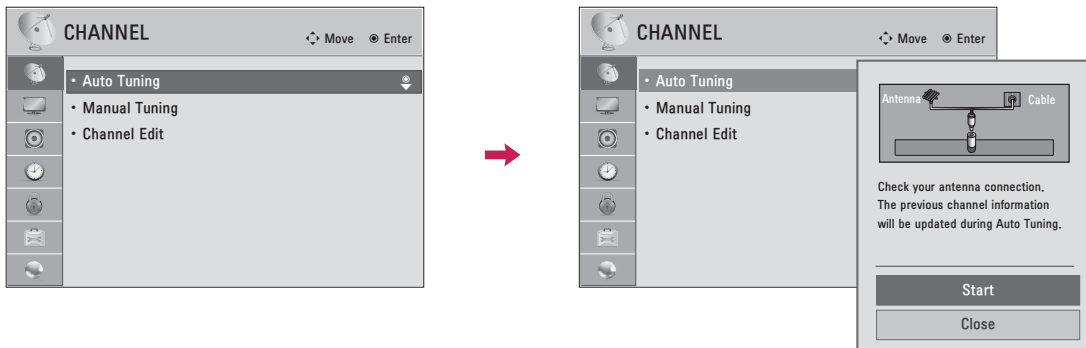 CHANNEL
Move Enter
• Auto Tuning
• Manual Tuning
• Channel Edit
CHANNEL
Move Enter
• Auto Tuning
• Manual Tuning
• Channel Edit
Antenna Cable
Check your antenna connection.
The previous channel information
will be updated during Auto Tuning.
Start
Close